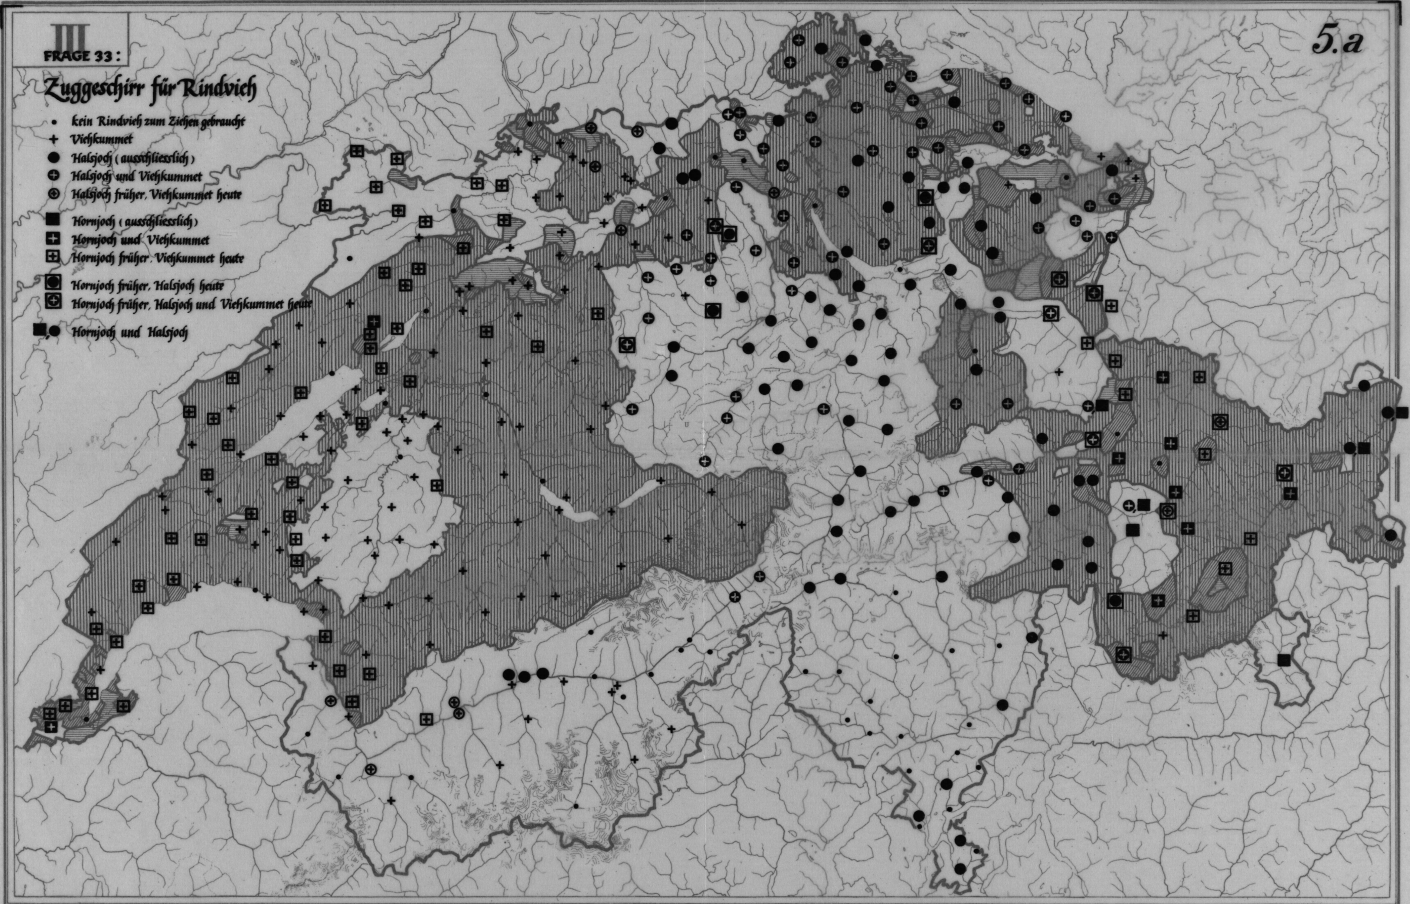 III
FRAGE 33:
5.a
Zuggeschirr für Rindvieh
kein Rindvieh zum Ziehen gebraucht
Viehkummet
Halsjoch (ausschliesslich)
Halsjoch und Viehkummet
Halsjoch früher, Viehkummet heute
Hornjoch (ausschliesslich)
Hornjoch und Viehkummet
Hornjoch früher, Viehkummet heute
Hornjoch früher, Halsjoch heute
Hornjoch früher, Halsjoch und Viehkummet heute
Hornjoch und Halsjoch